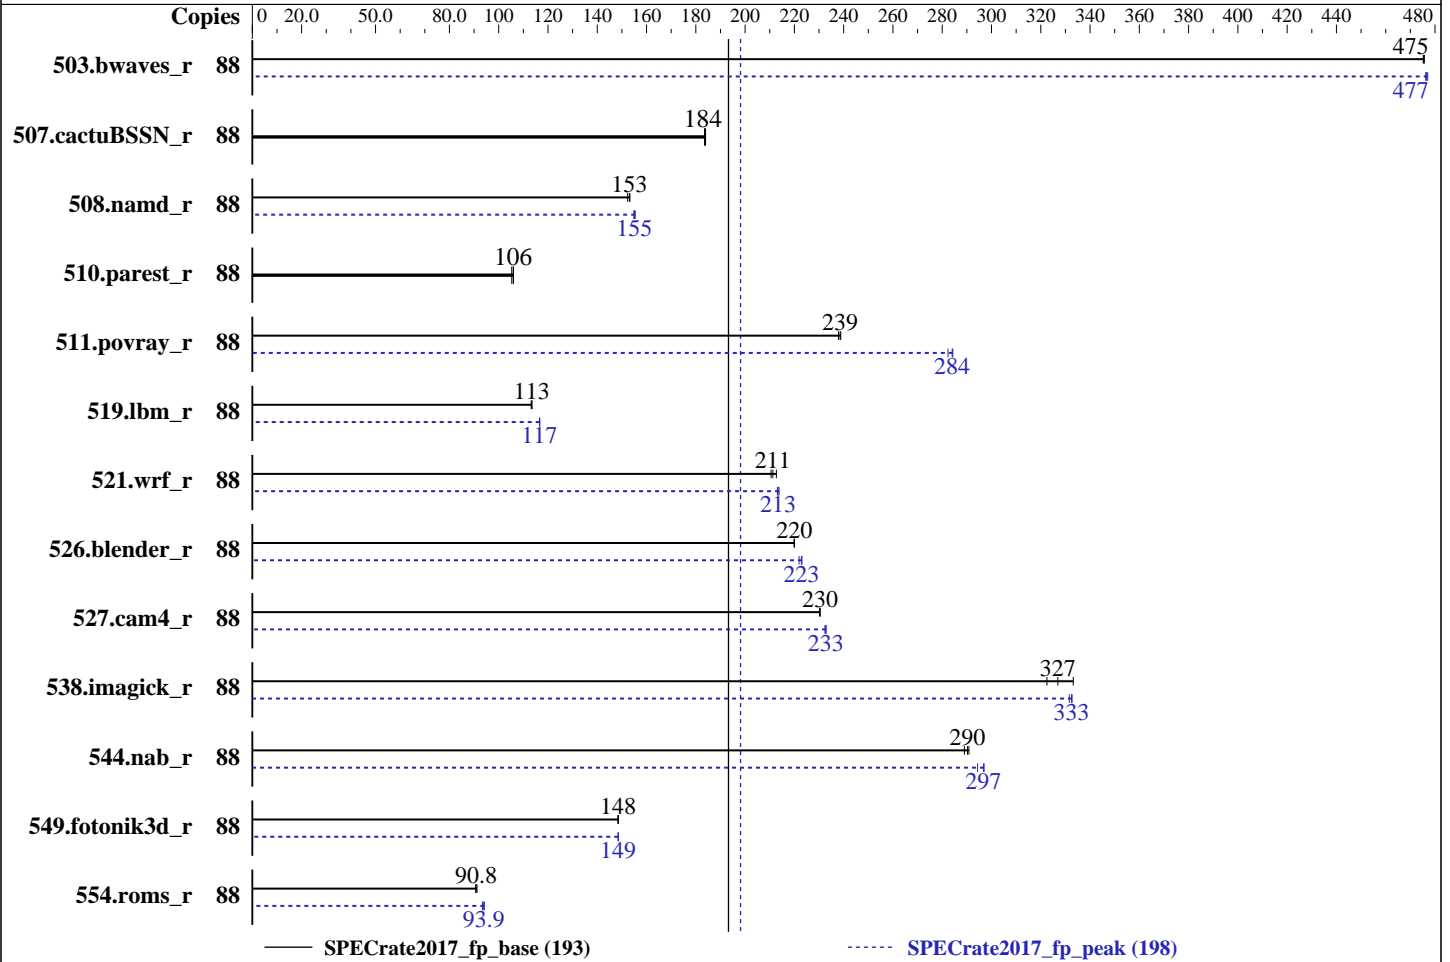 Copies 0 20.0 50.0 80.0 100 120 140 160 180 200 220 240 260 280 300 320 340 360 380 400 420 440 480
475
503.bwaves_r 88
477
184
507.cactuBSSN_r 88
153
508.namd_r 88
155
106
510.parest_r 88
239
511.povray_r 88
284
113
519.lbm_r 88
117
211
521.wrf_r 88
213
220
526.blender_r 88
223
230
527.cam4_r 88
233
327
538.imagick_r 88
333
290
544.nab_r 88
297
148
549.fotonik3d_r 88
149
90.8
554.roms_r 88
93.9
SPECrate2017_fp_base (193) SPECrate2017_fp_peak (198)